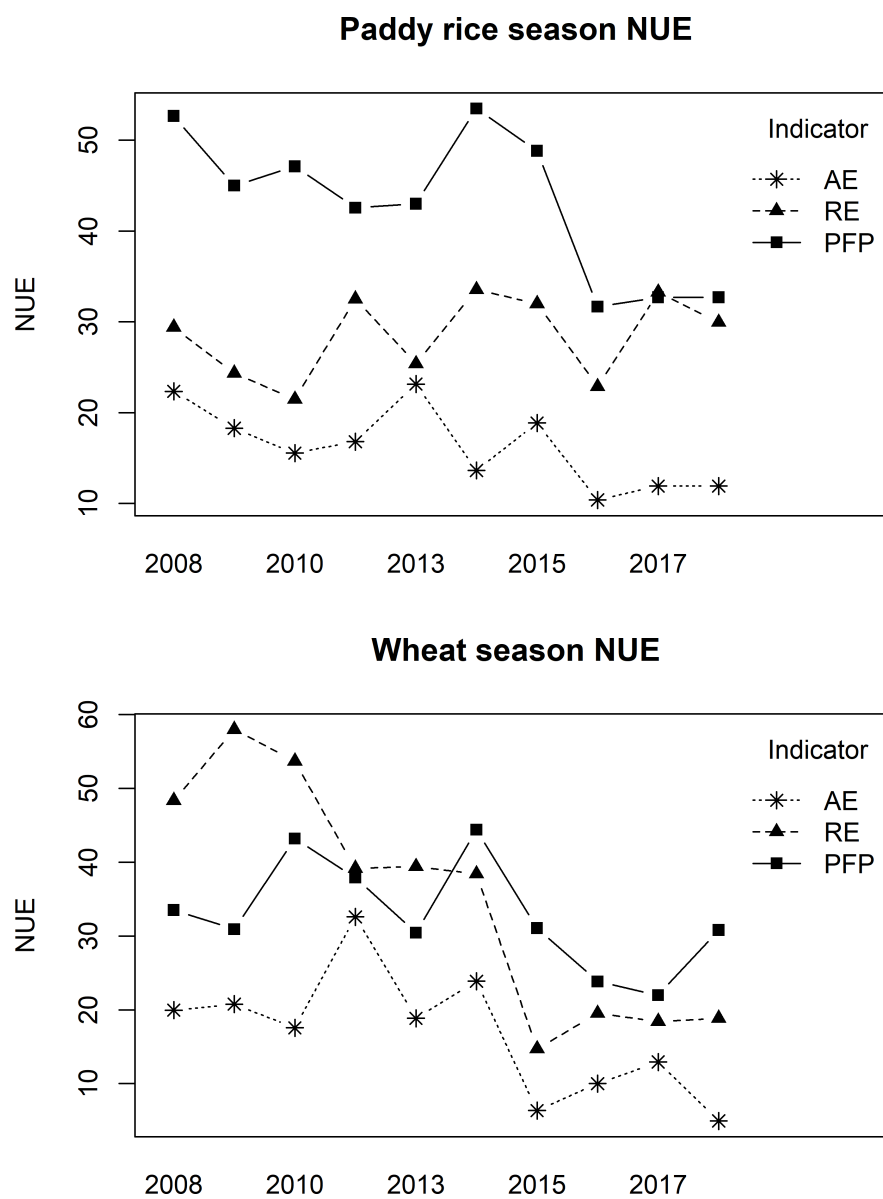 Paddy rice season NUE
NUE
50
40
30
20
10
Indicator
AE
RE
PFP
2008 2010 2013 2015 2017
Wheat season NUE
NUE
60
50
40
30
20
10
Indicator
AE
RE
PFP
2008 2010 2013 2015 2017